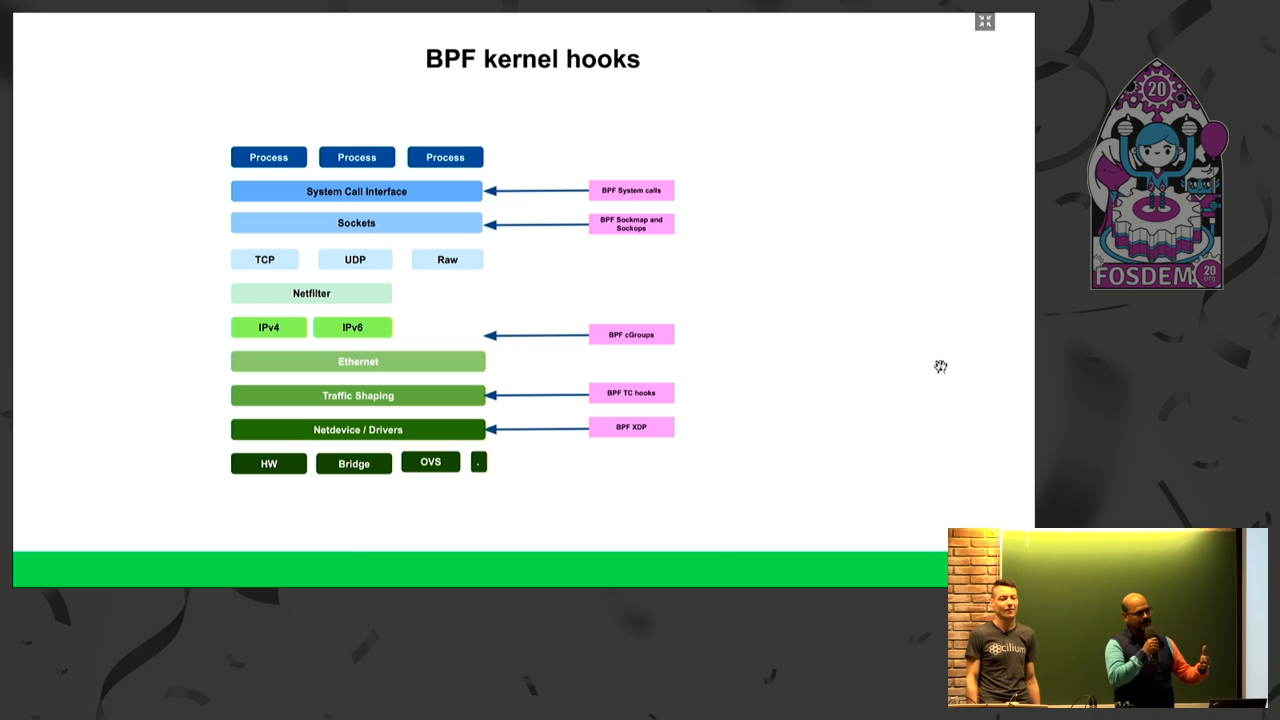 BPF kernel hooks
Process Process Process
System Call Interface
BPF System calls
Sockets
BPF Sockmap and
Sockops
TCP UDP Raw
Netfilter
IPv4 IPv6
BPF cGroups
Ethernet
Traffic Shaping
BPF TC hooks
Netdevice / Drivers
BPF XDP
HW Bridge OVS .
20
FOSDEM 20
.org
cilium